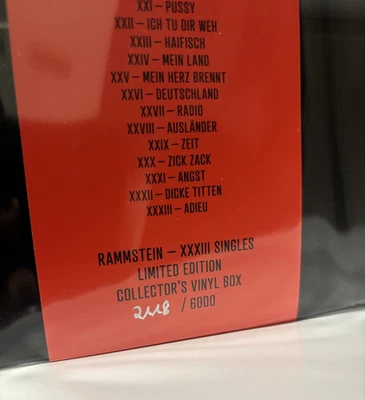 XXI – PUSSY
XXII – ICH TU DIR WEH
XXIII – HAIFISCH
XXIV – MEIN LAND
XXV – MEIN HERZ BRENNT
XXVI – DEUTSCHLAND
XXVII – RADIO
XXVIII – AUSLÄNDER
XXIX – ZEIT
XXX – ZICK ZACK
XXXI – ANGST
XXXII – DICKE TITTEN
XXXIII – ADIEU
RAMMSTEIN – XXXIII SINGLES
LIMITED EDITION
COLLECTOR'S VINYL BOX
/ 6000